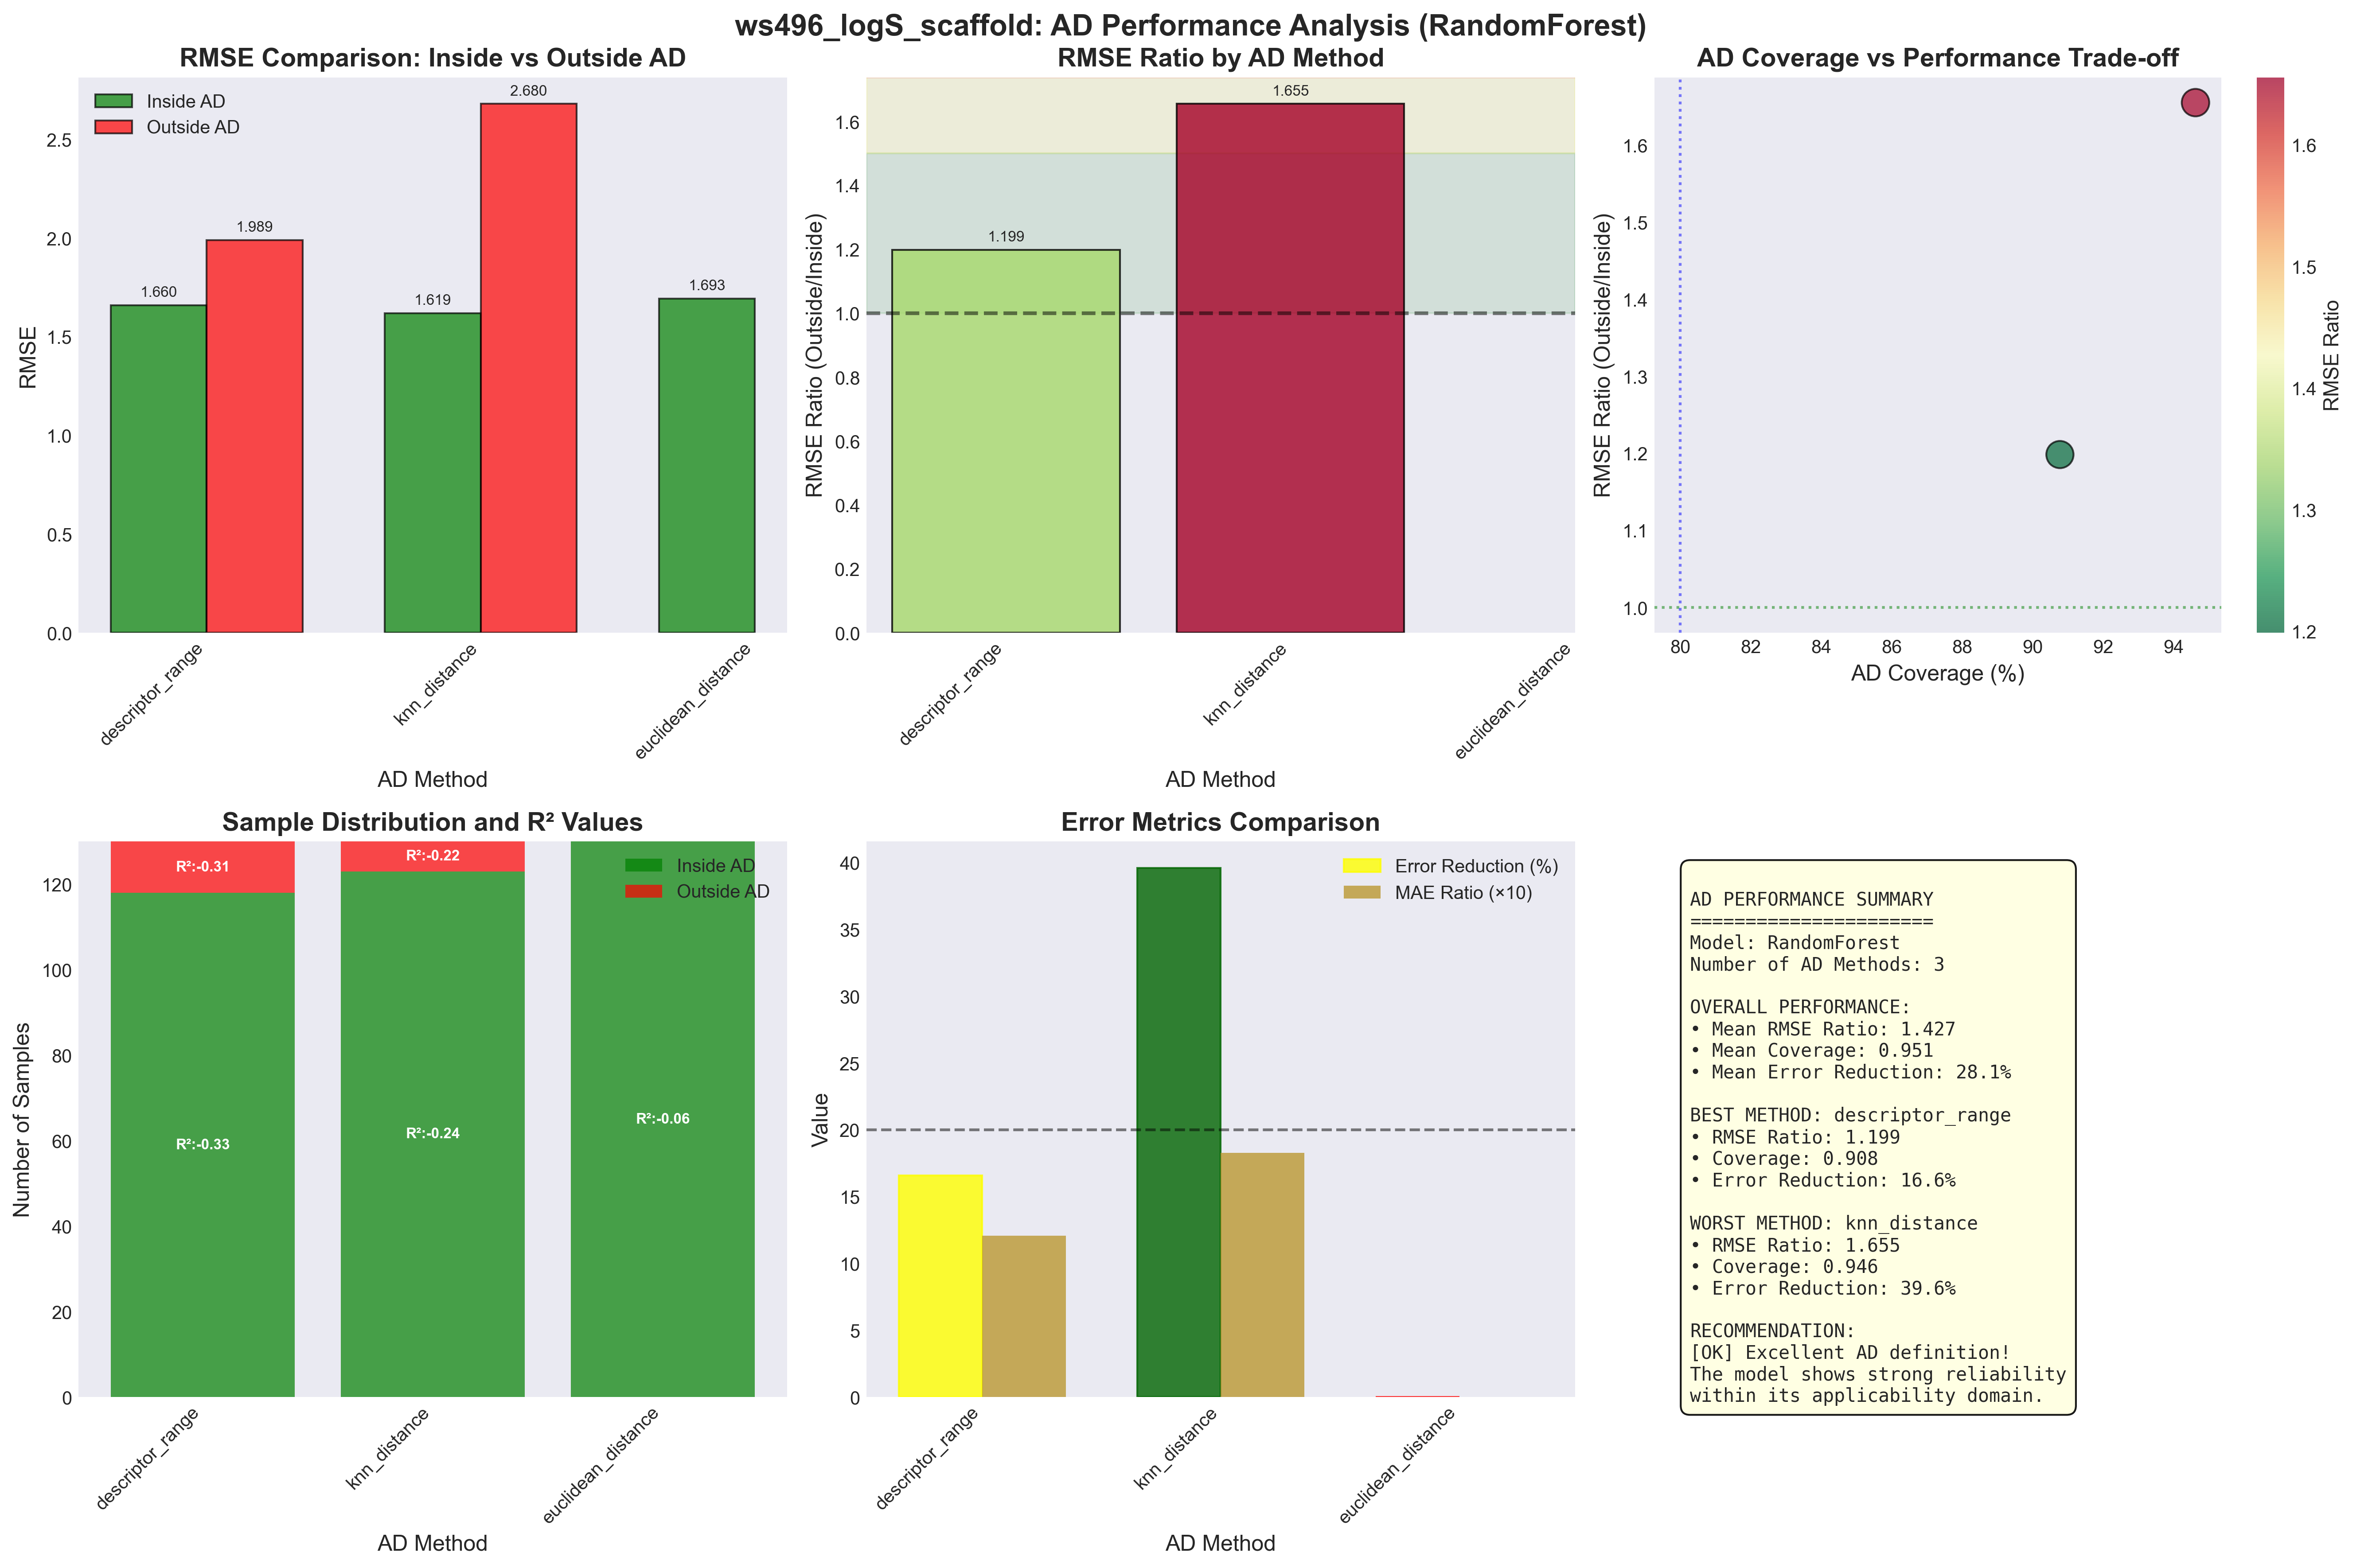 ws496_logS_scaffold: AD Performance Analysis (RandomForest)
RMSE Comparison: Inside vs Outside AD
Inside AD
Outside AD
RMSE
2.5
2.0
1.5
1.0
0.5
0.0
1.660
1.989
1.619
2.680
1.693
descriptor_range
knn_distance
euclidean_distance
AD Method
RMSE Ratio by AD Method
RMSE Ratio (Outside/Inside)
1.6
1.4
1.2
1.0
0.8
0.6
0.4
0.2
0.0
1.199
1.655
descriptor_range
knn_distance
euclidean_distance
AD Method
AD Coverage vs Performance Trade-off
RMSE Ratio (Outside/Inside)
1.6
1.5
1.4
1.3
1.2
1.1
1.0
80
82
84
86
88
90
92
94
AD Coverage (%)
1.6
1.5
1.4
1.3
1.2
RMSE Ratio
Sample Distribution and R² Values
Inside AD
Outside AD
Number of Samples
120
100
80
60
40
20
0
R²:-0.31
R²:-0.22
R²:-0.33
R²:-0.24
R²:-0.06
descriptor_range
knn_distance
euclidean_distance
AD Method
Error Metrics Comparison
Error Reduction (%)
MAE Ratio (×10)
Value
40
35
30
25
20
15
10
5
0
descriptor_range
knn_distance
euclidean_distance
AD Method
AD PERFORMANCE SUMMARY
======================
Model: RandomForest
Number of AD Methods: 3
OVERALL PERFORMANCE:
• Mean RMSE Ratio: 1.427
• Mean Coverage: 0.951
• Mean Error Reduction: 28.1%
BEST METHOD: descriptor_range
• RMSE Ratio: 1.199
• Coverage: 0.908
• Error Reduction: 16.6%
WORST METHOD: knn_distance
• RMSE Ratio: 1.655
• Coverage: 0.946
• Error Reduction: 39.6%
RECOMMENDATION:
[OK] Excellent AD definition!
The model shows strong reliability
within its applicability domain.